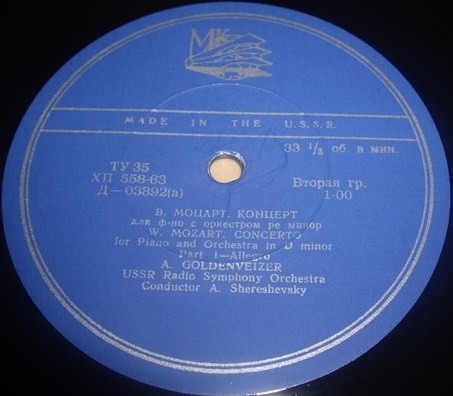 МК
MADE IN THE U.S.S.R.
33 ⅓ об в мин.
ТУ 35
ХП 558-63
Д—03892(а)
Вторая гр.
1-00
В. МОЦАРТ. КОНЦЕРТ
для ф-но с оркестром ре минор
W. MOZART. CONCERTO
for Piano and Orchestra in D minor
Part 1—Allegro
A. GOLDENVEIZER
USSR Radio Symphony Orchestra
Conductor A. Shereshevsky